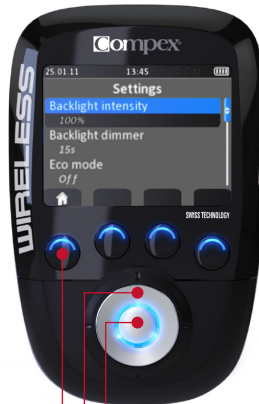 Compex
WIRELESS
25.01.11 13:45
Settings
Backlight intensity
100%
Backlight dimmer
15s
Eco mode
Off
SWISS TECHNOLOGY